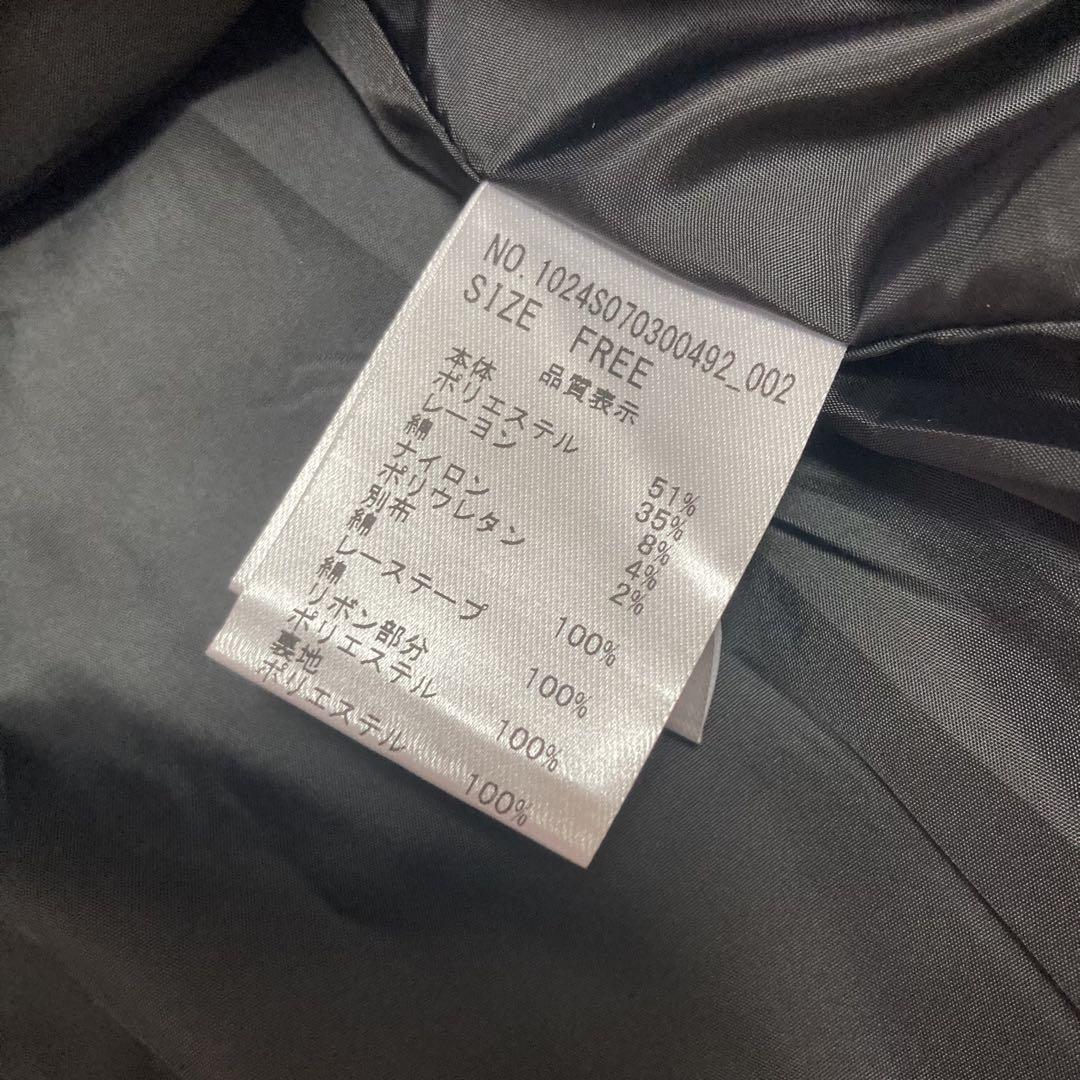 NO.1024S070300492_002
SIZE FREE
品質表示
本体
ポリエステル 51%
レーヨン 35%
綿 8%
ナイロン 4%
ポリウレタン 2%
別布
綿 100%
レーステープ
綿 100%
リボン部分
ポリエステル 100%
裏地
ポリエステル 100%